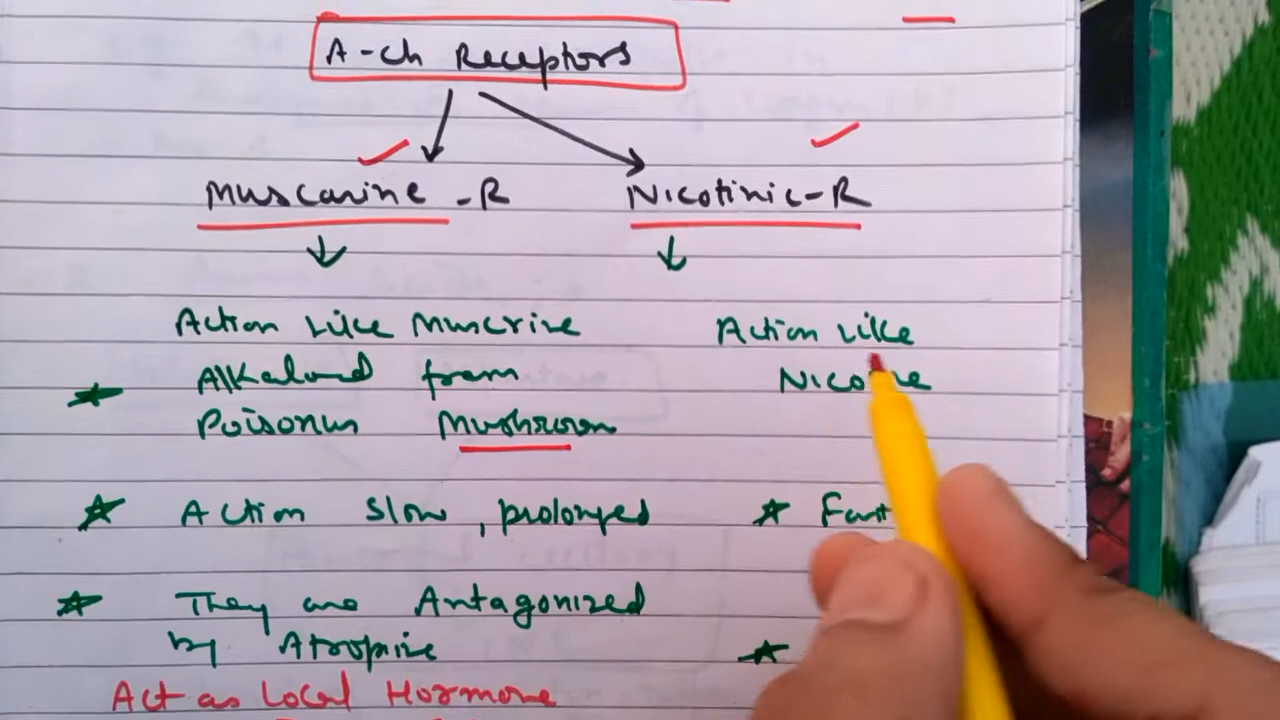 A-ch Receptors
Muscarine -R
Nicotinic-R
Action Like Muscrine
Alkaloud from
Poisonus Mushroom
Action Like
★ Action slow, prolonged
★ Fast
★ They are Antagonized
by Atropine
Act as Local Hormone